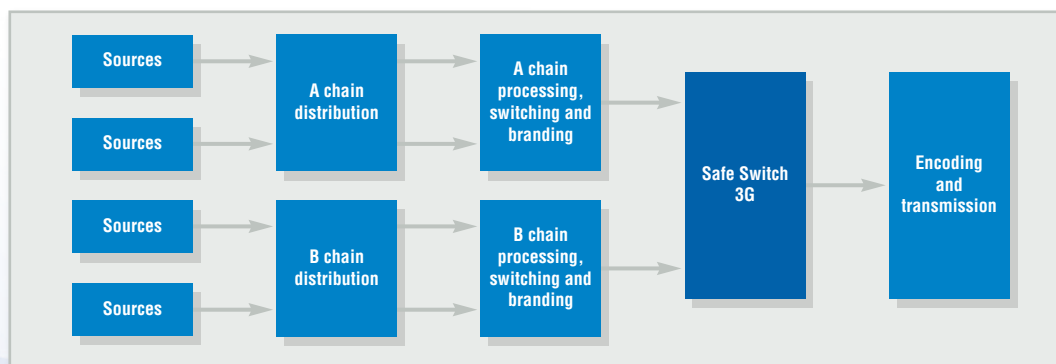 Sources
Sources
Sources
Sources
A chain
distribution
B chain
distribution
A chain
processing,
switching and
branding
B chain
processing,
switching and
branding
Safe Switch
3G
Encoding
and
transmission